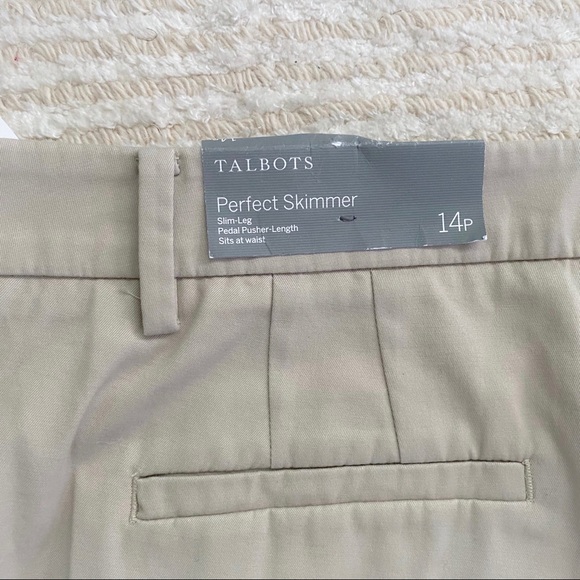 TALBOTS
Perfect Skimmer
Slim-Leg
Pedal Pusher-Length
Sits at waist
14P